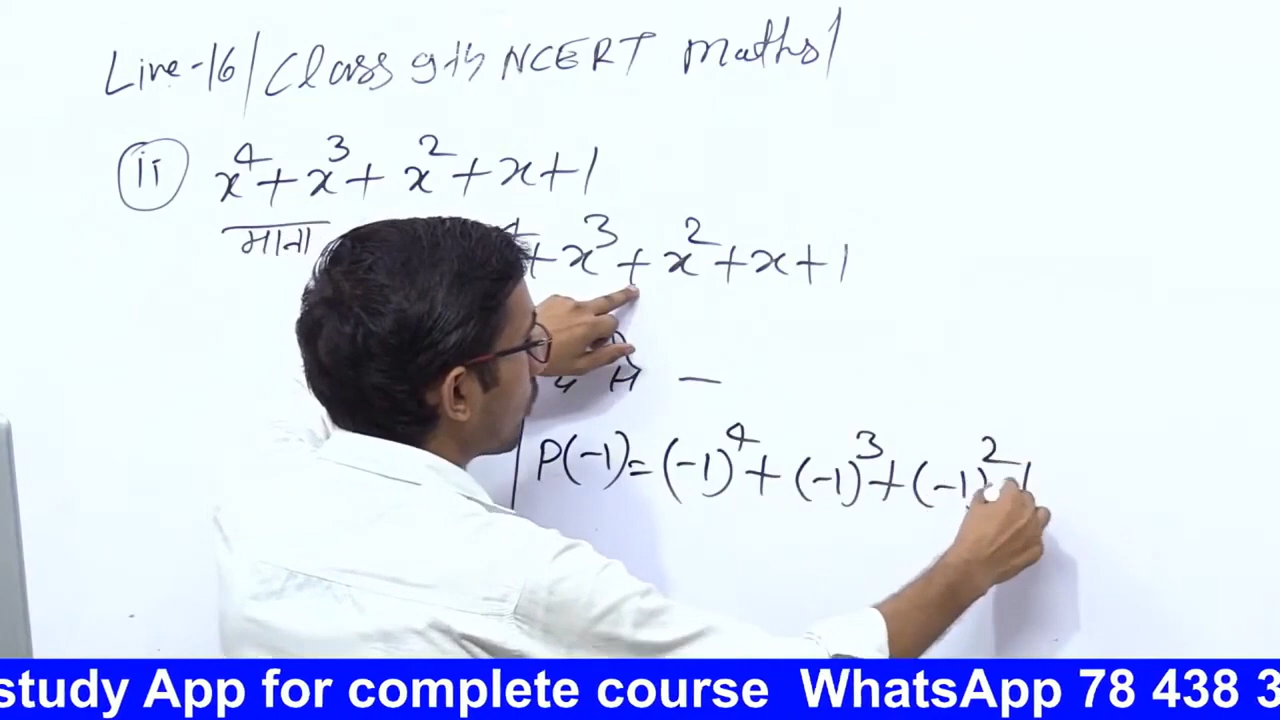 Live-16/ Class 9th NCERT Maths/
(ii) x⁴ + x³ + x² + x + 1
माना + x³ + x² + x + 1
P(-1) = (-1)⁴ + (-1)³ + (-1)²
study App for complete course WhatsApp 78 438 3